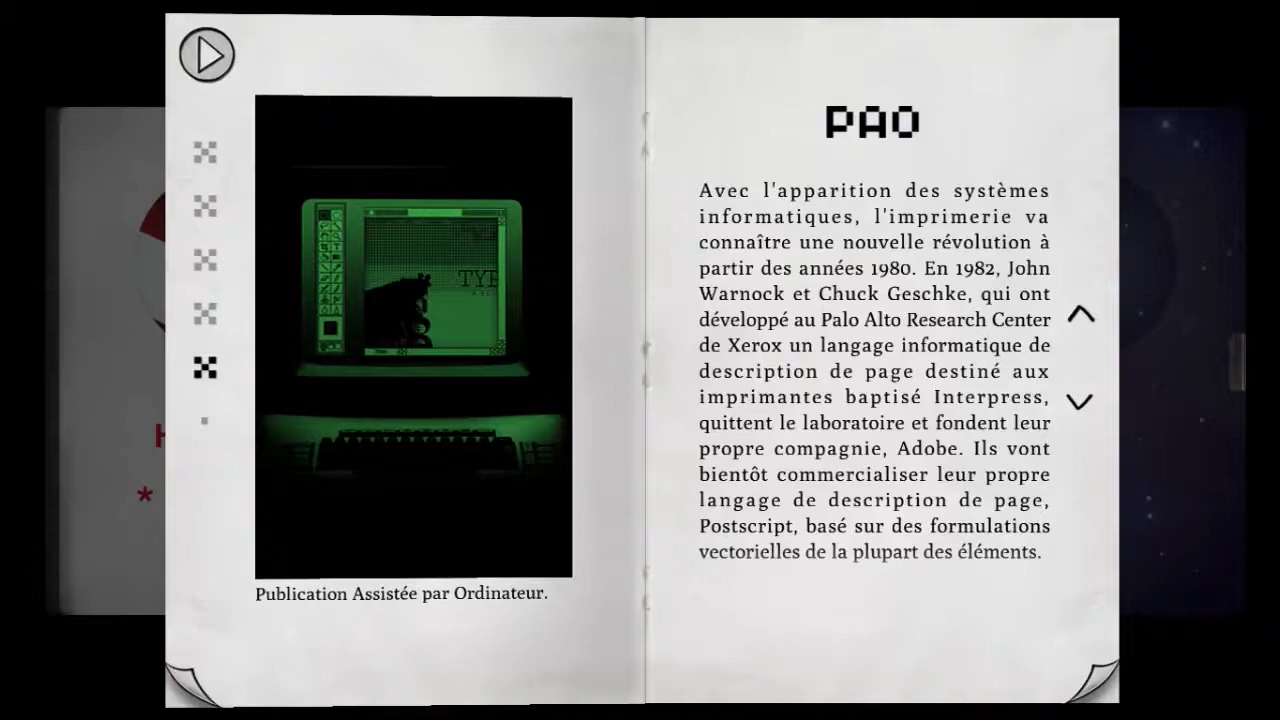 PAO
Avec l'apparition des systèmes
informatiques, l'imprimerie va
connaître une nouvelle révolution à
partir des années 1980. En 1982, John
Warnock et Chuck Geschke, qui ont
développé au Palo Alto Research Center
de Xerox un langage informatique de
description de page destiné aux
imprimantes baptisé Interpress,
quittent le laboratoire et fondent leur
propre compagnie, Adobe. Ils vont
bientôt commercialiser leur propre
langage de description de page,
Postscript, basé sur des formulations
vectorielles de la plupart des éléments.
Publication Assistée par Ordinateur.